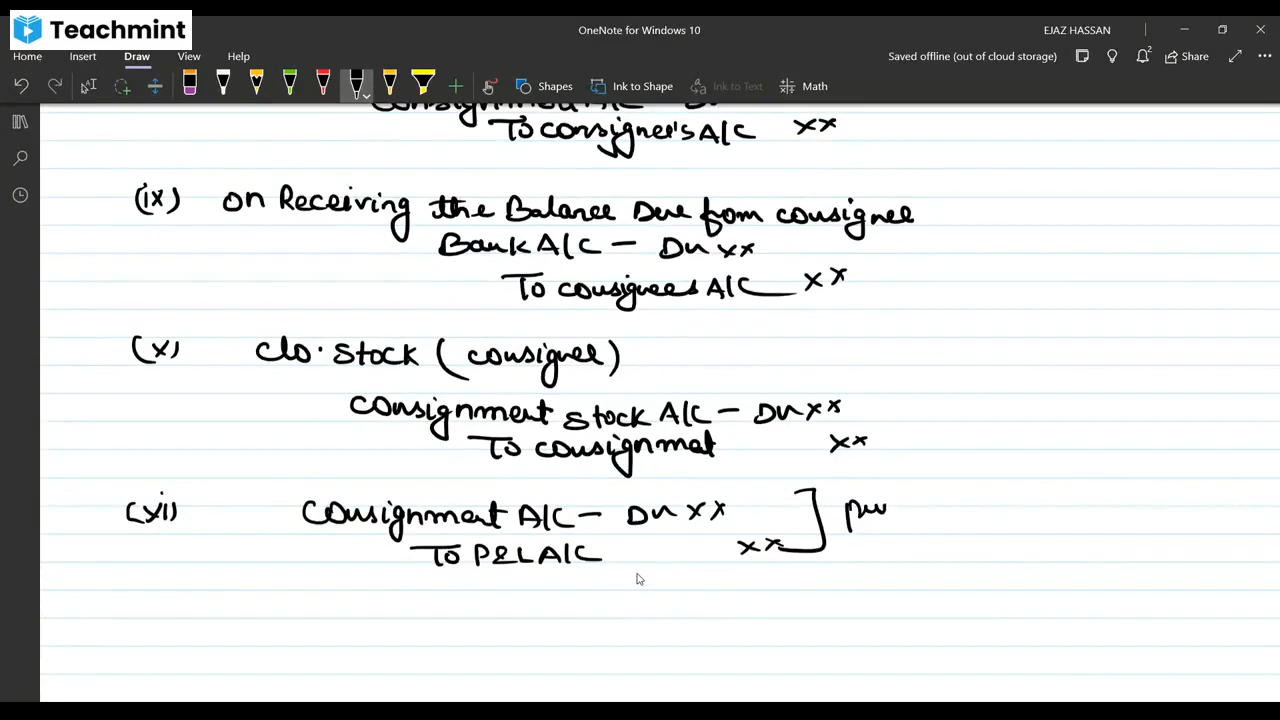 Teachmint
OneNote for Windows 10
EJAZ HASSAN
Home Insert Draw View Help
Saved offline (out of cloud storage)
Share
Shapes
Ink to Shape
Ink to Text
Math
To consignee's A/C xx
(ix) on Receiving the Balance Due from consignee
Bank A/C - Dr xx
To consignees A/C xx
(x) Clo. Stock (consignee)
Consignment Stock A/C - Dr xx
To consignmat xx
(xi) Consignment A/C - Dr xx
To P&L A/C xx